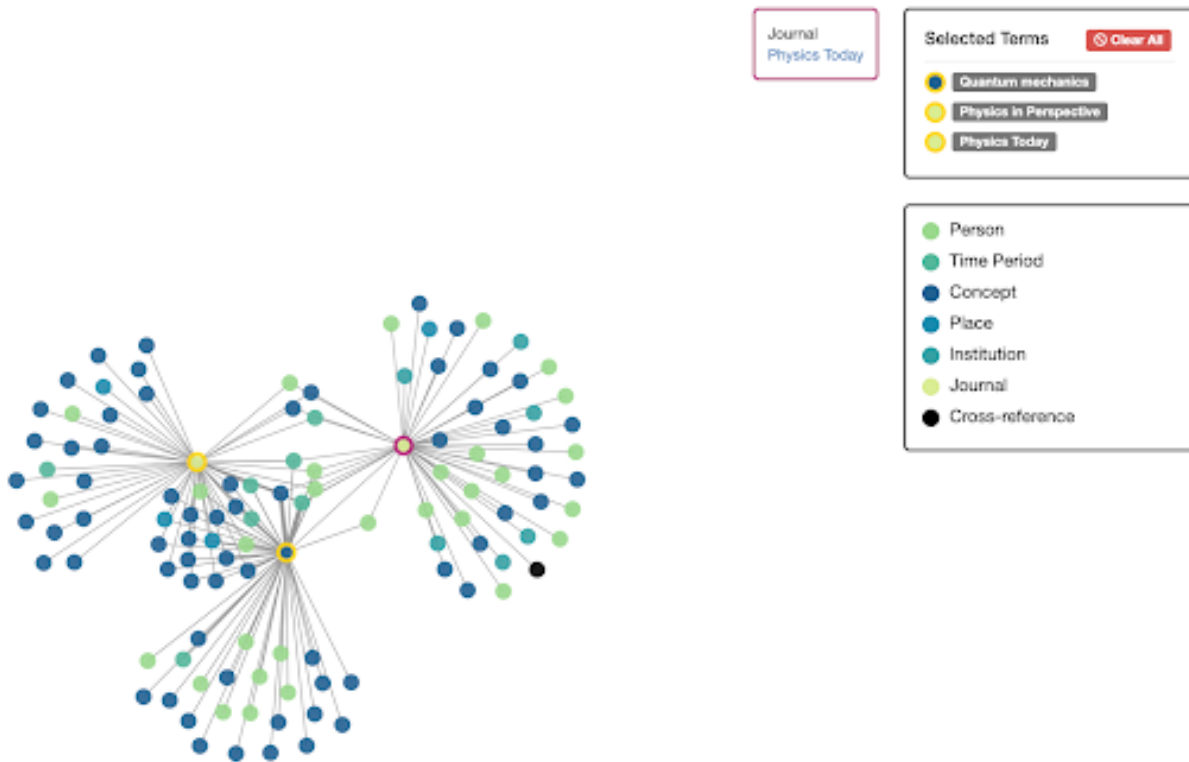 Journal
Physics Today
Selected Terms
Clear All
Quantum mechanics
Physics in Perspective
Physics Today
Person
Time Period
Concept
Place
Institution
Journal
Cross-reference